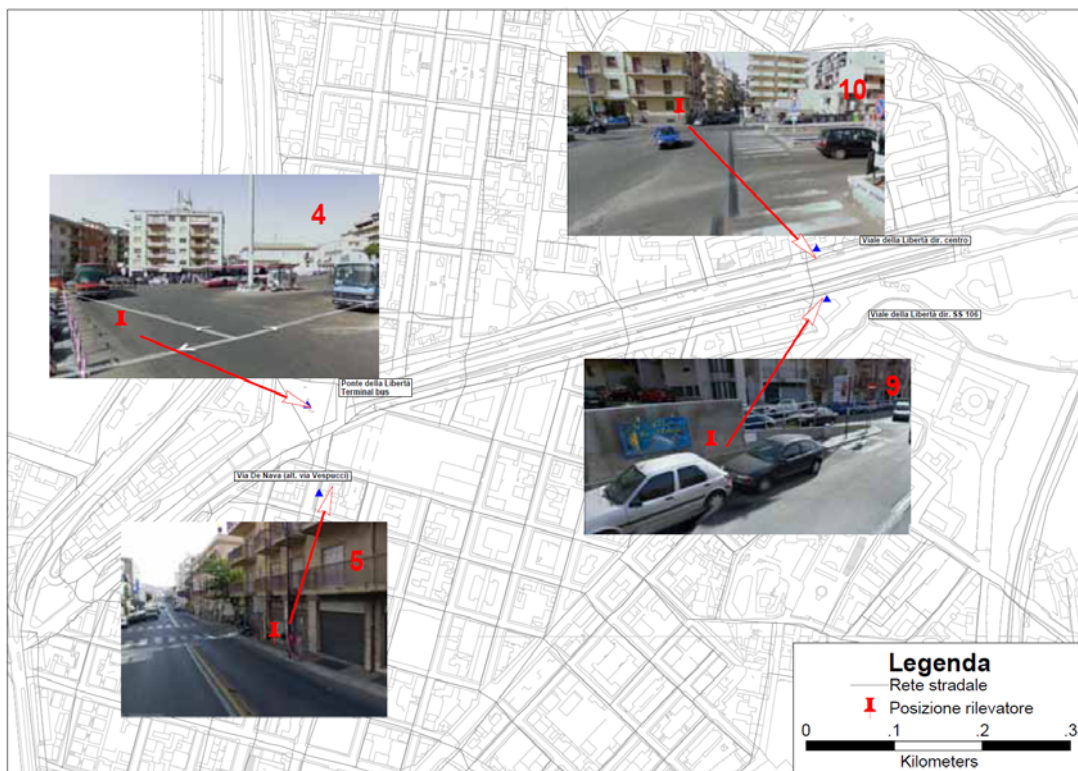 10
4
Viale della Libertà dir. centro
Viale della Libertà dir. SS 106
9
Ponte della Libertà
Terminal bus
Via De Nava (alt. via Vespucci)
5
Legenda
Rete stradale
Posizione rilevatore
0 .1 .2 .3
Kilometers